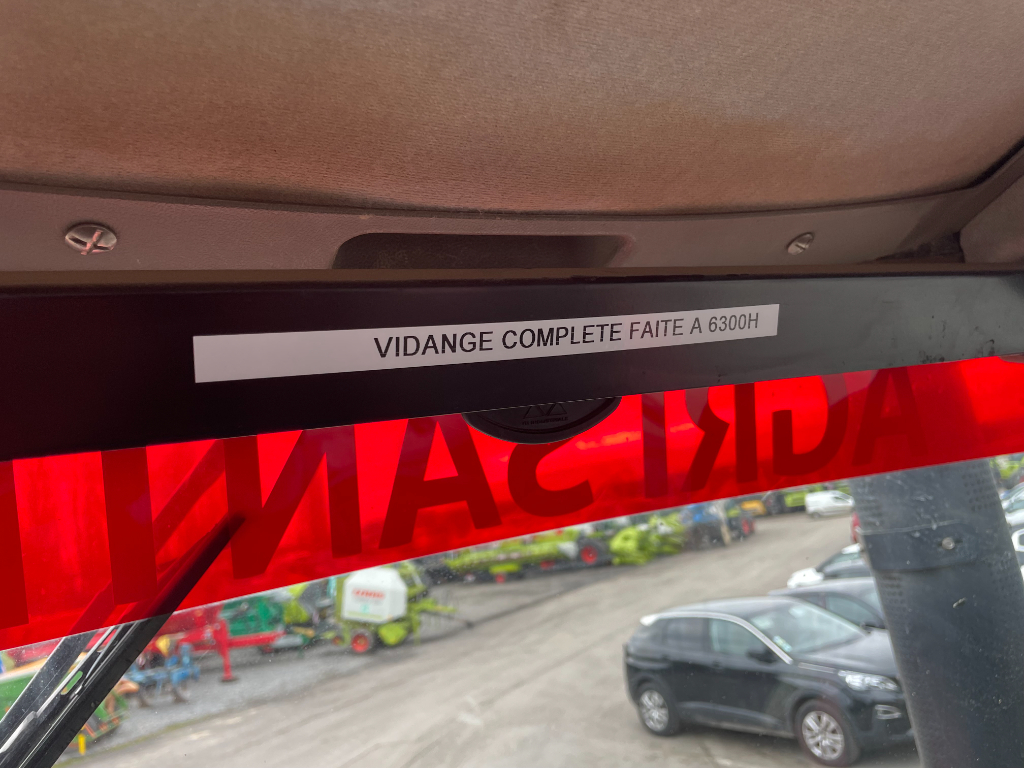 VIDANGE COMPLETE FAITE A 6300H
AGRI SAN